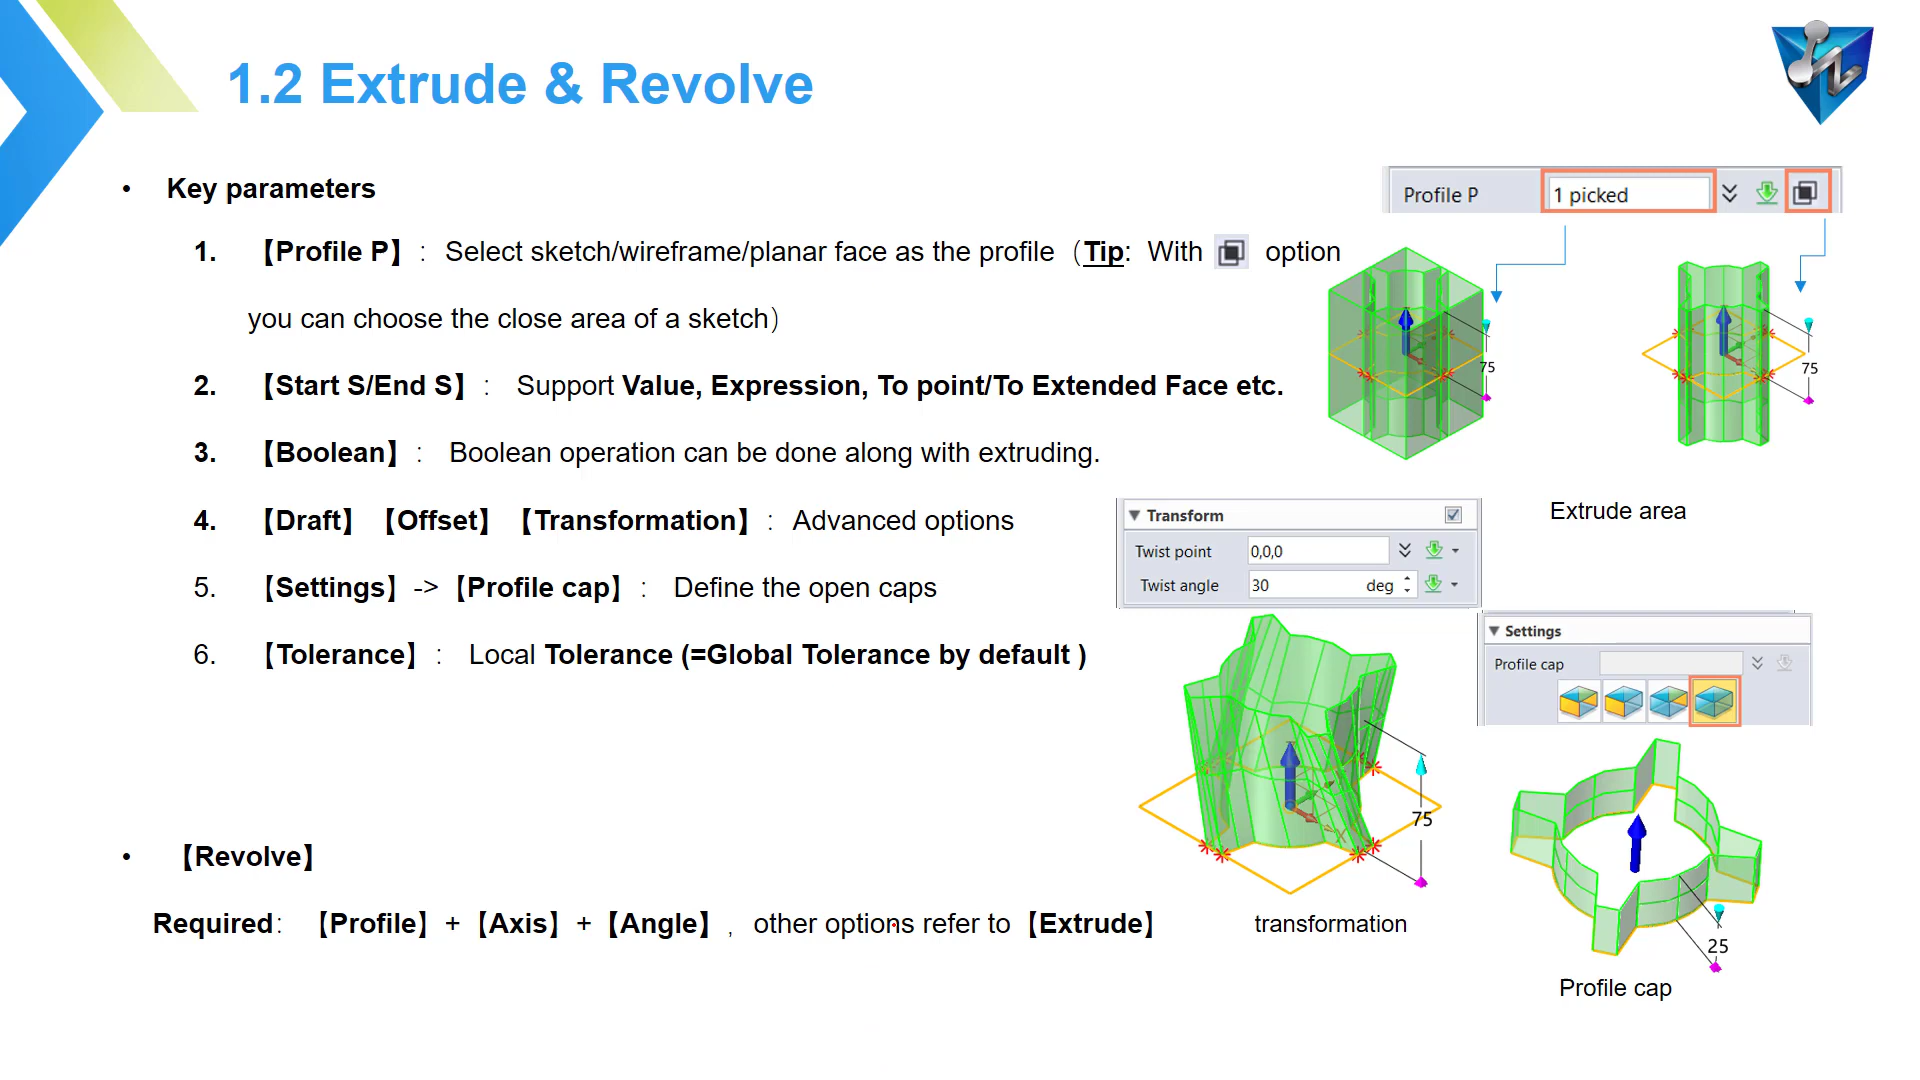 1.2 Extrude & Revolve
• Key parameters
1. 【Profile P】: Select sketch/wireframe/planar face as the profile（Tip: With option
you can choose the close area of a sketch）
2. 【Start S/End S】: Support Value, Expression, To point/To Extended Face etc.
3. 【Boolean】: Boolean operation can be done along with extruding.
4. 【Draft】【Offset】【Transformation】: Advanced options
5. 【Settings】->【Profile cap】: Define the open caps
6. 【Tolerance】: Local Tolerance (=Global Tolerance by default )
• 【Revolve】
Required: 【Profile】+【Axis】+【Angle】, other options refer to【Extrude】
Profile P 1 picked
75
75
Extrude area
Transform
Twist point 0,0,0
Twist angle 30 deg
75
transformation
Settings
Profile cap
25
Profile cap